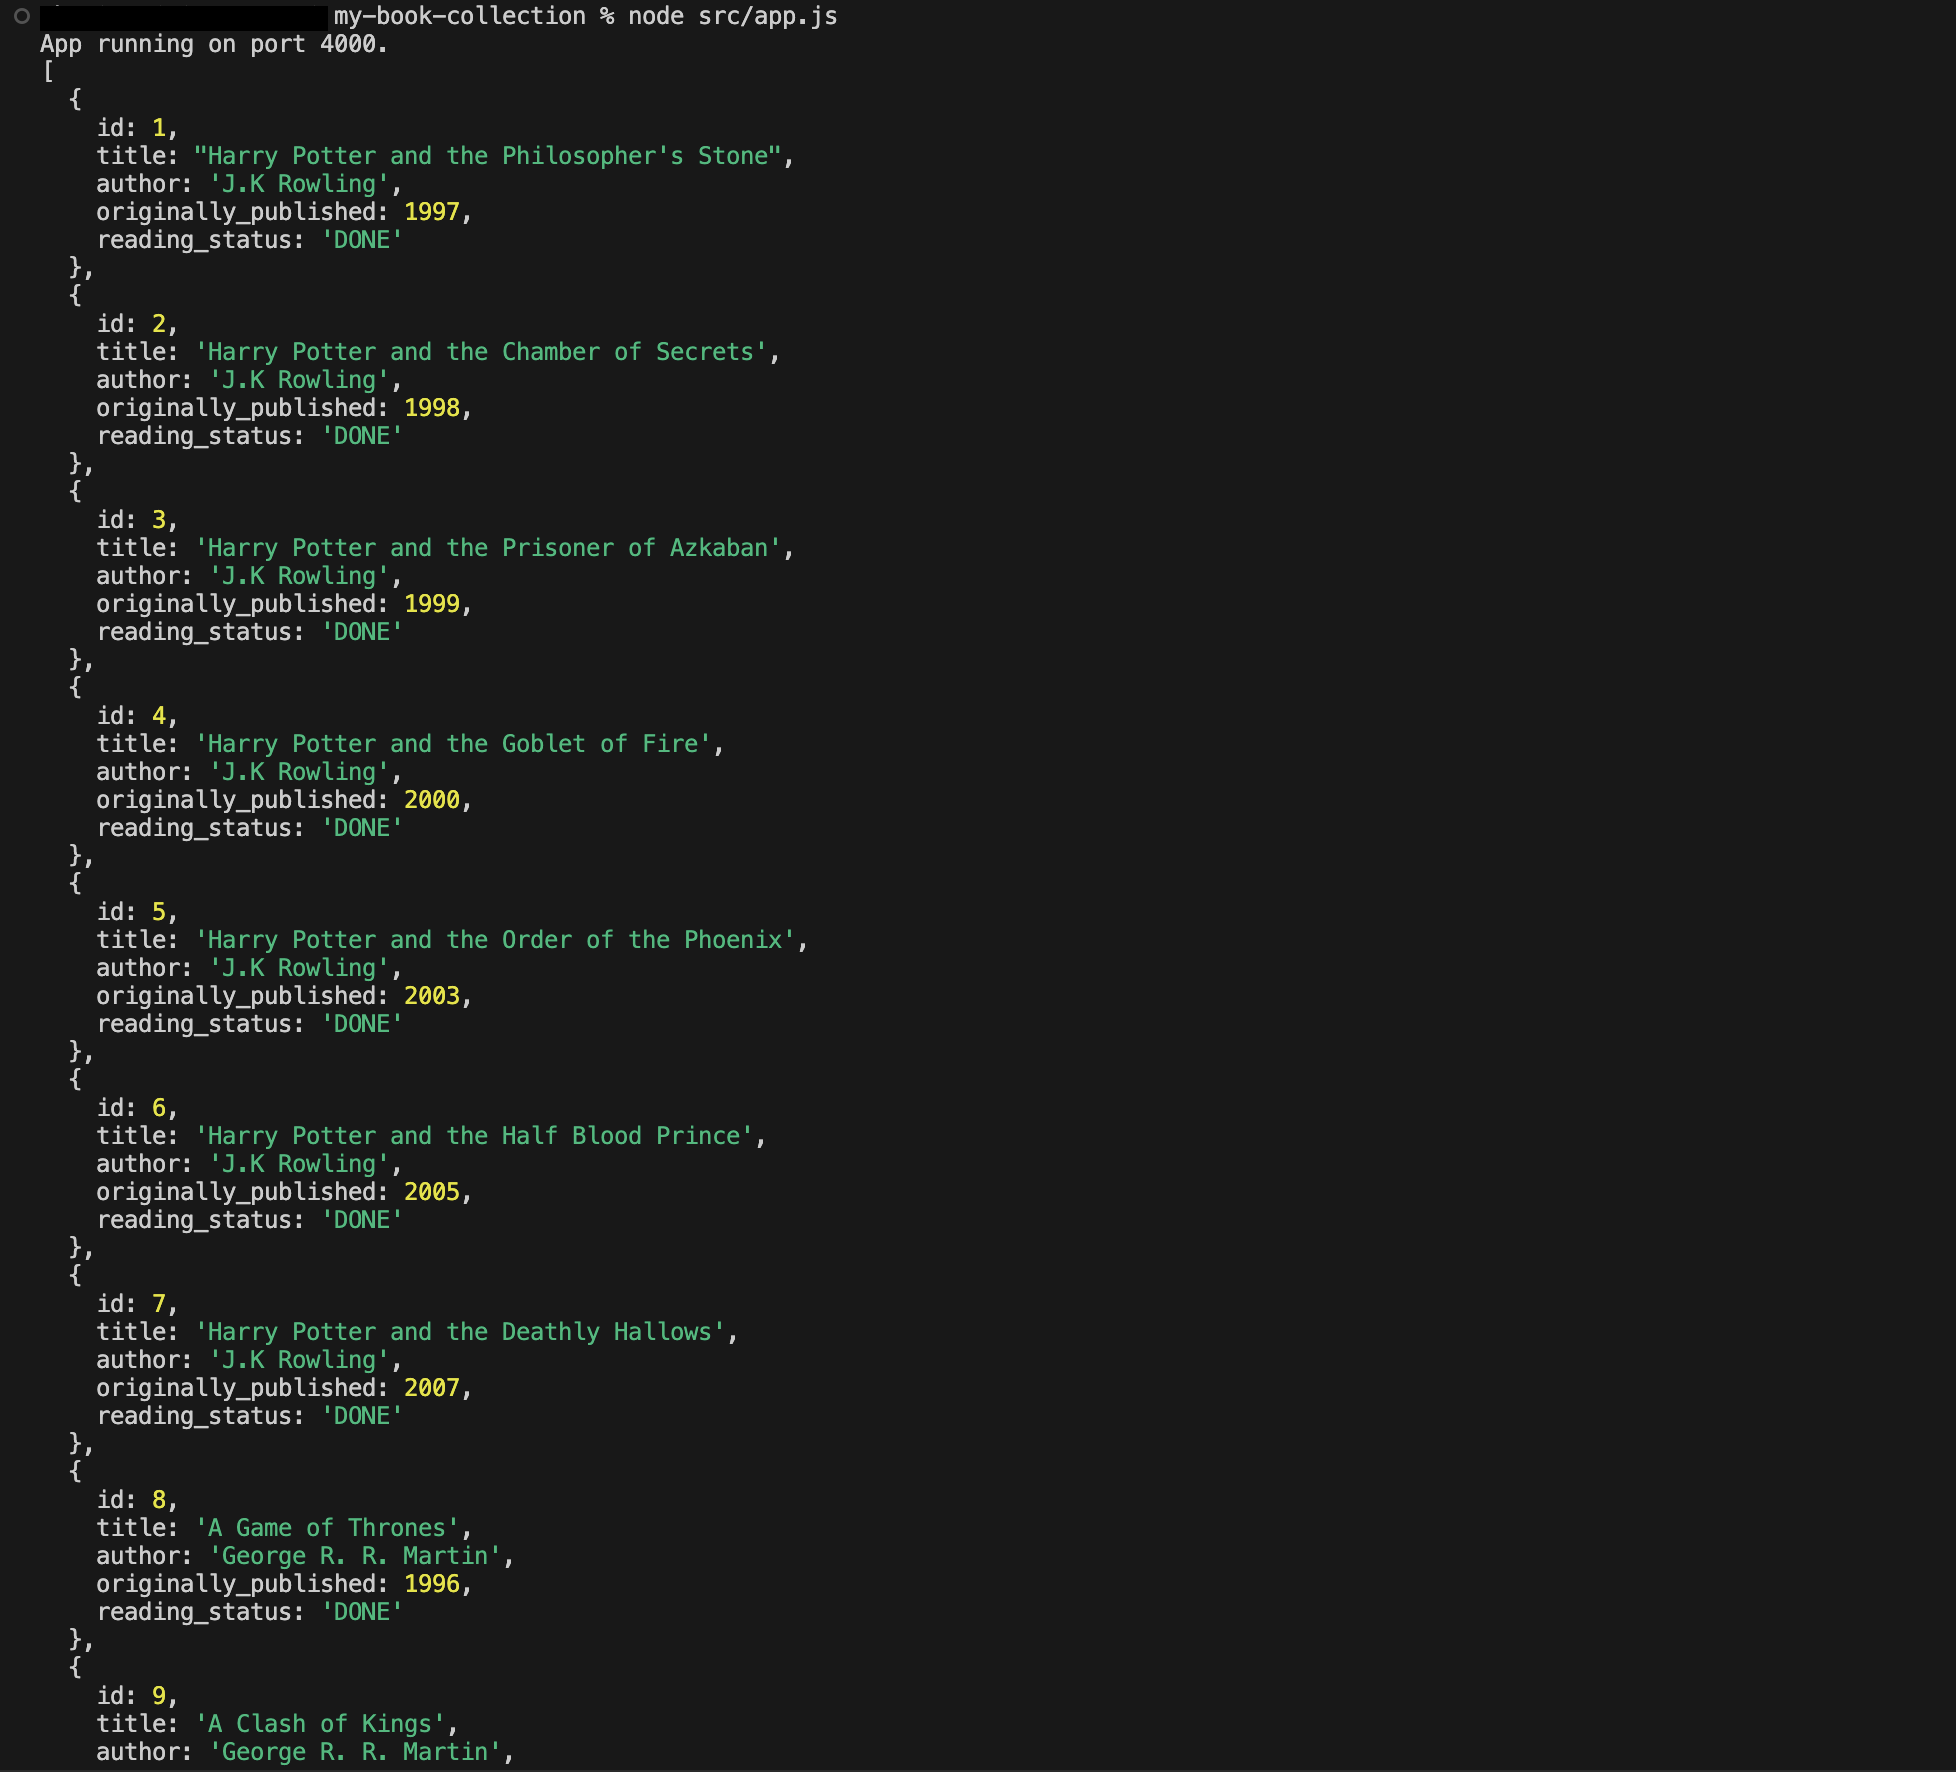 my-book-collection % node src/app.js
App running on port 4000.
[
  {
    id: 1,
    title: "Harry Potter and the Philosopher's Stone",
    author: 'J.K Rowling',
    originally_published: 1997,
    reading_status: 'DONE'
  },
  {
    id: 2,
    title: 'Harry Potter and the Chamber of Secrets',
    author: 'J.K Rowling',
    originally_published: 1998,
    reading_status: 'DONE'
  },
  {
    id: 3,
    title: 'Harry Potter and the Prisoner of Azkaban',
    author: 'J.K Rowling',
    originally_published: 1999,
    reading_status: 'DONE'
  },
  {
    id: 4,
    title: 'Harry Potter and the Goblet of Fire',
    author: 'J.K Rowling',
    originally_published: 2000,
    reading_status: 'DONE'
  },
  {
    id: 5,
    title: 'Harry Potter and the Order of the Phoenix',
    author: 'J.K Rowling',
    originally_published: 2003,
    reading_status: 'DONE'
  },
  {
    id: 6,
    title: 'Harry Potter and the Half Blood Prince',
    author: 'J.K Rowling',
    originally_published: 2005,
    reading_status: 'DONE'
  },
  {
    id: 7,
    title: 'Harry Potter and the Deathly Hallows',
    author: 'J.K Rowling',
    originally_published: 2007,
    reading_status: 'DONE'
  },
  {
    id: 8,
    title: 'A Game of Thrones',
    author: 'George R. R. Martin',
    originally_published: 1996,
    reading_status: 'DONE'
  },
  {
    id: 9,
    title: 'A Clash of Kings',
    author: 'George R. R. Martin',